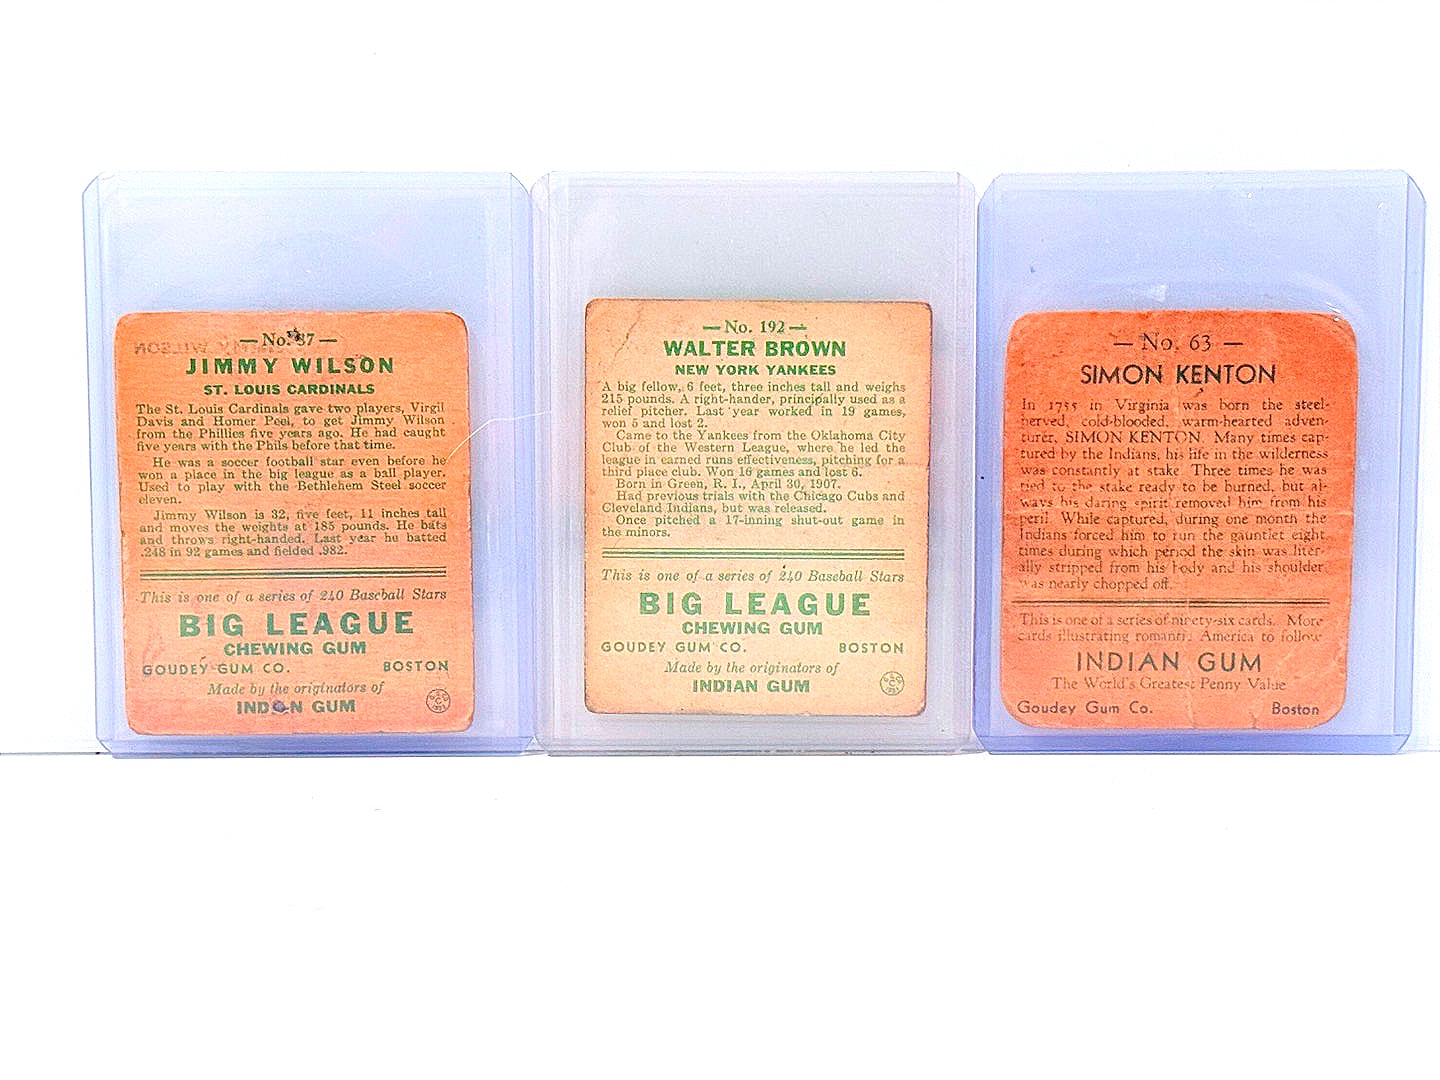 — No. 37 —
JIMMY WILSON
ST. LOUIS CARDINALS
The St. Louis Cardinals gave two players, Virgil
Davis and Homer Peel, to get Jimmy Wilson
from the Phillies five years ago. He had caught
five years with the Phils before that time.
He was a soccer football star even before he
won a place in the big league as a ball player.
Used to play with the Bethlehem Steel soccer
eleven.
Jimmy Wilson is 32, five feet, 11 inches tall
and moves the weights at 185 pounds. He bats
and throws right-handed. Last year he batted
.248 in 92 games and fielded .982.
This is one of a series of 240 Baseball Stars
BIG LEAGUE
CHEWING GUM
GOUDEY GUM CO. BOSTON
Made by the originators of
INDIAN GUM
— No. 192 —
WALTER BROWN
NEW YORK YANKEES
A big fellow, 6 feet, three inches tall and weighs
215 pounds. A right-hander, principally used as a
relief pitcher. Last year worked in 19 games,
won 5 and lost 2.
Came to the Yankees from the Oklahoma City
Club of the Western League, where he led the
league in earned runs effectiveness, pitching for a
third place club. Won 16 games and lost 6.
Born in Green, R. I., April 30, 1907.
Had previous trials with the Chicago Cubs and
Cleveland Indians, but was released.
Once pitched a 17-inning shut-out game in
the minors.
This is one of a series of 240 Baseball Stars
BIG LEAGUE
CHEWING GUM
GOUDEY GUM CO. BOSTON
Made by the originators of
INDIAN GUM
— No. 63 —
SIMON KENTON
In 1755 in Virginia was born the steel-
nerved, cold-blooded, warm-hearted adven-
turer, SIMON KENTON. Many times cap-
tured by the Indians, his life in the wilderness
was constantly at stake. Three times he was
tied to the stake ready to be burned, but al-
ways his daring spirit removed him from his
peril. While captured, during one month the
Indians forced him to run the gauntlet eight
times during which period the skin was liter-
ally stripped from his body and his shoulder
was nearly chopped off.
This is one of a series of ninety-six cards. More
cards illustrating romantic America to follow
INDIAN GUM
The World's Greatest Penny Value
Goudey Gum Co. Boston